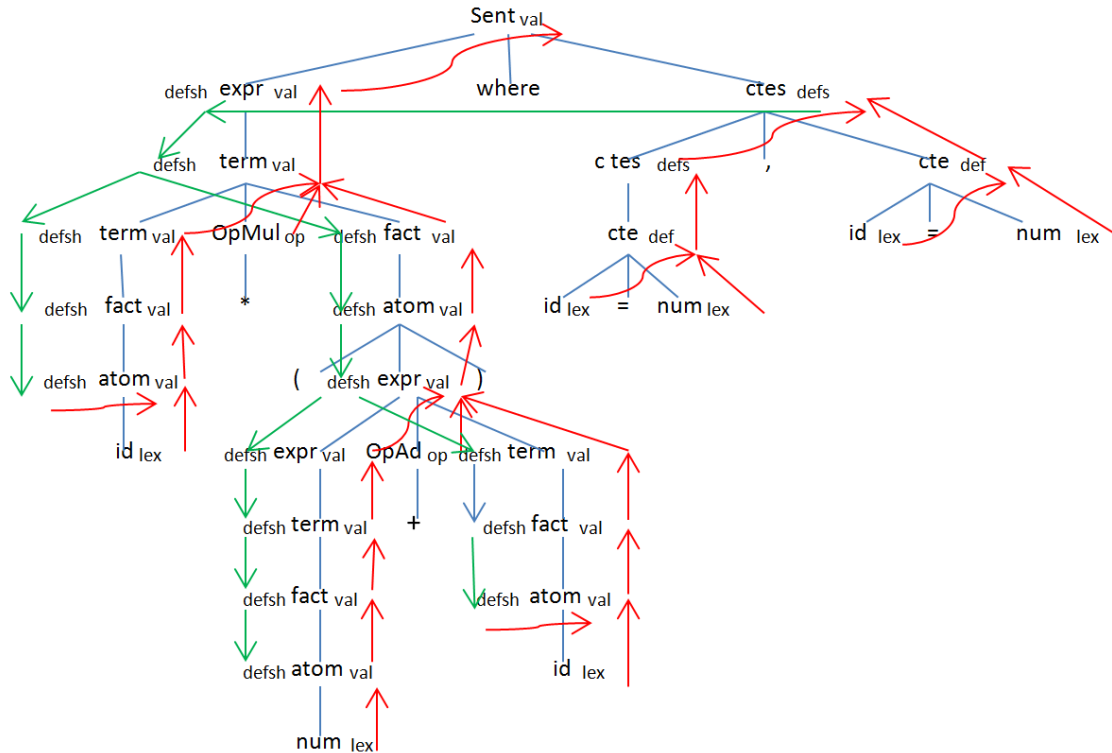 Sent val
defsh expr val where ctes defs
defsh term val c tes defs , cte def
defsh term val OpMul op defsh fact val cte def id lex = num lex
defsh fact val * defsh atom val id lex = num lex
defsh atom val ( defsh expr val )
id lex defsh expr val OpAd op defsh term val
defsh term val + defsh fact val
defsh fact val defsh atom val
defsh atom val id lex
num lex